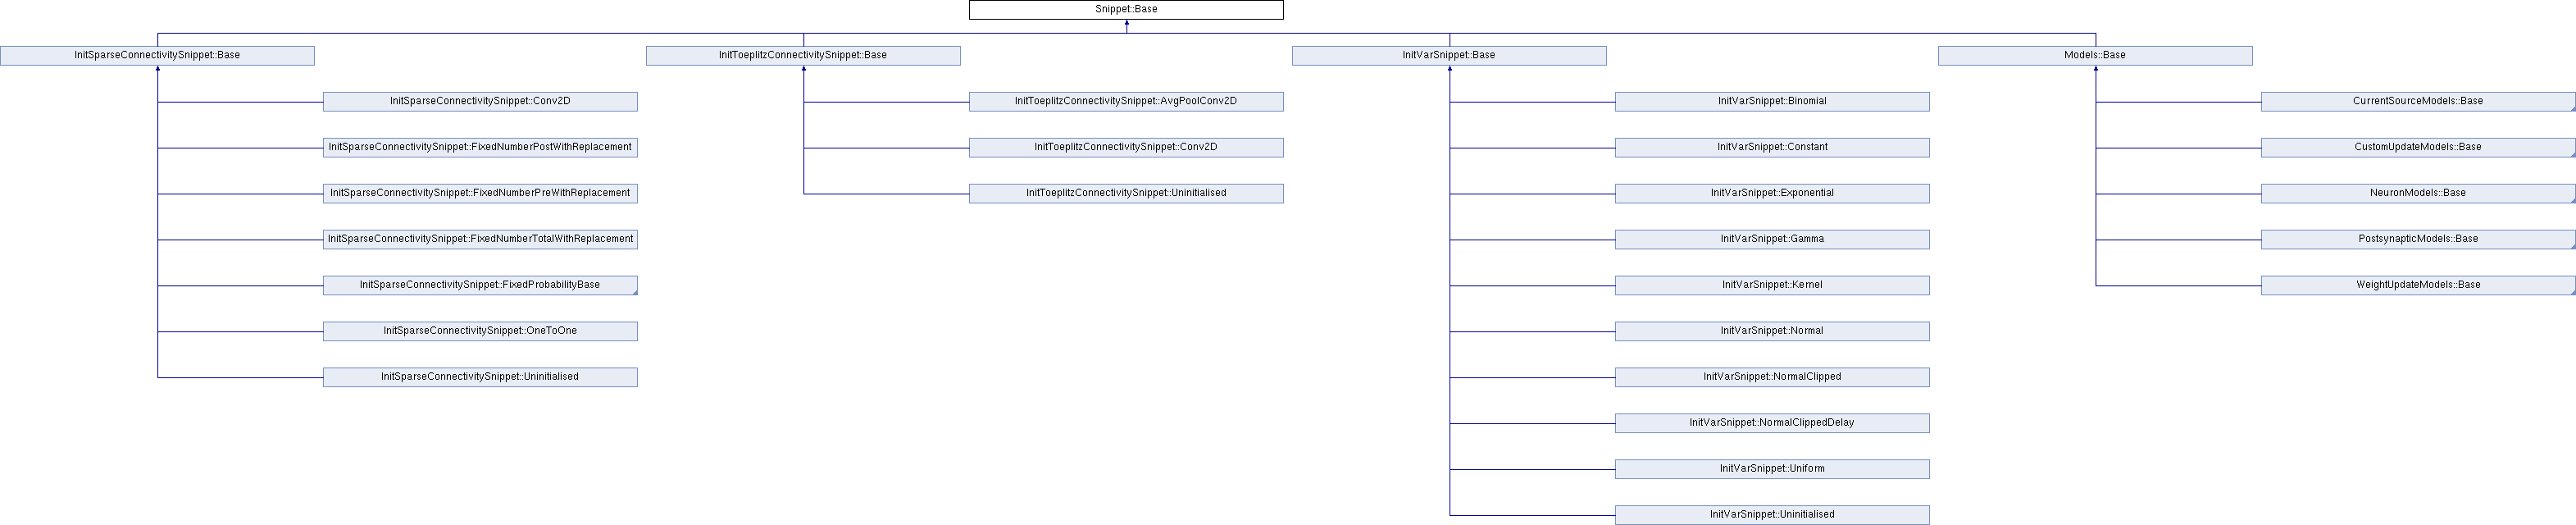 Snippet::Base
InitSparseConnectivitySnippet::Base
InitToeplitzConnectivitySnippet::Base
InitVarSnippet::Base
Models::Base
InitSparseConnectivitySnippet::Conv2D
InitToeplitzConnectivitySnippet::AvgPoolConv2D
InitVarSnippet::Binomial
CurrentSourceModels::Base
InitSparseConnectivitySnippet::FixedNumberPostWithReplacement
InitToeplitzConnectivitySnippet::Conv2D
InitVarSnippet::Constant
CustomUpdateModels::Base
InitSparseConnectivitySnippet::FixedNumberPreWithReplacement
InitToeplitzConnectivitySnippet::Uninitialised
InitVarSnippet::Exponential
NeuronModels::Base
InitSparseConnectivitySnippet::FixedNumberTotalWithReplacement
InitVarSnippet::Gamma
PostsynapticModels::Base
InitSparseConnectivitySnippet::FixedProbabilityBase
InitVarSnippet::Kernel
WeightUpdateModels::Base
InitSparseConnectivitySnippet::OneToOne
InitVarSnippet::Normal
InitSparseConnectivitySnippet::Uninitialised
InitVarSnippet::NormalClipped
InitVarSnippet::NormalClippedDelay
InitVarSnippet::Uniform
InitVarSnippet::Uninitialised